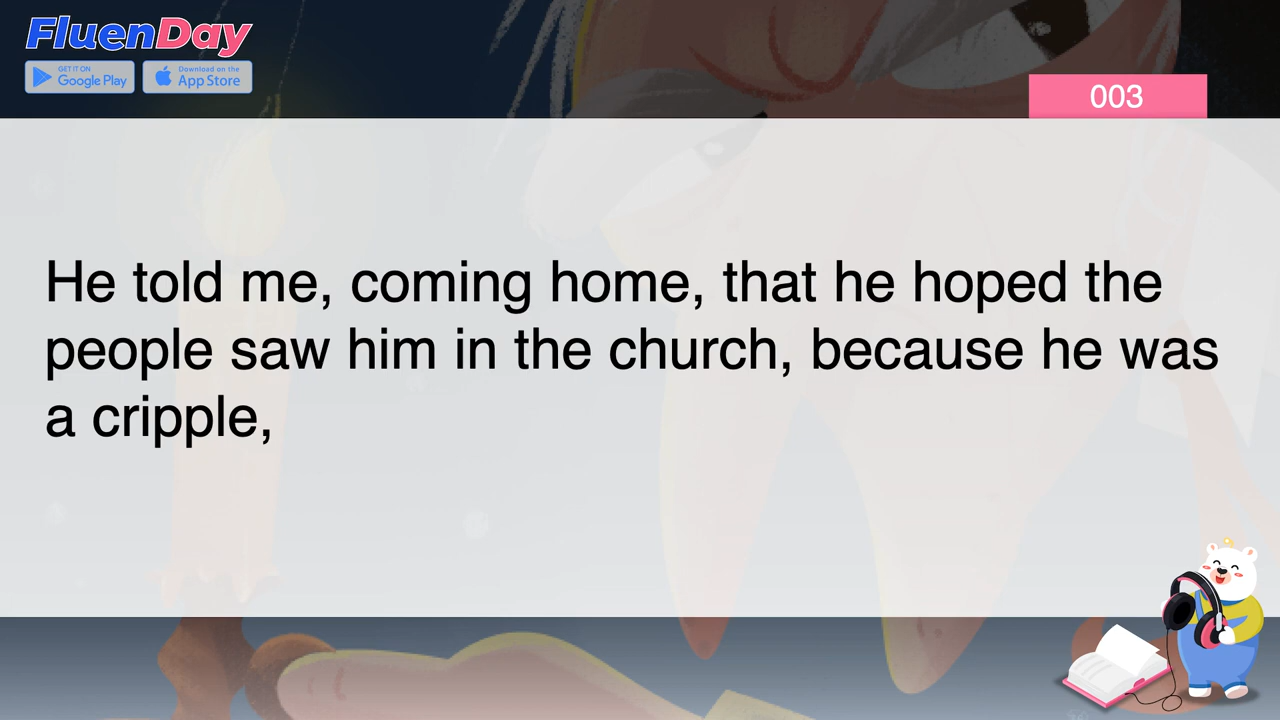 FluenDay
GET IT ON
Google Play
Download on the
App Store
003
He told me, coming home, that he hoped the
people saw him in the church, because he was
a cripple,